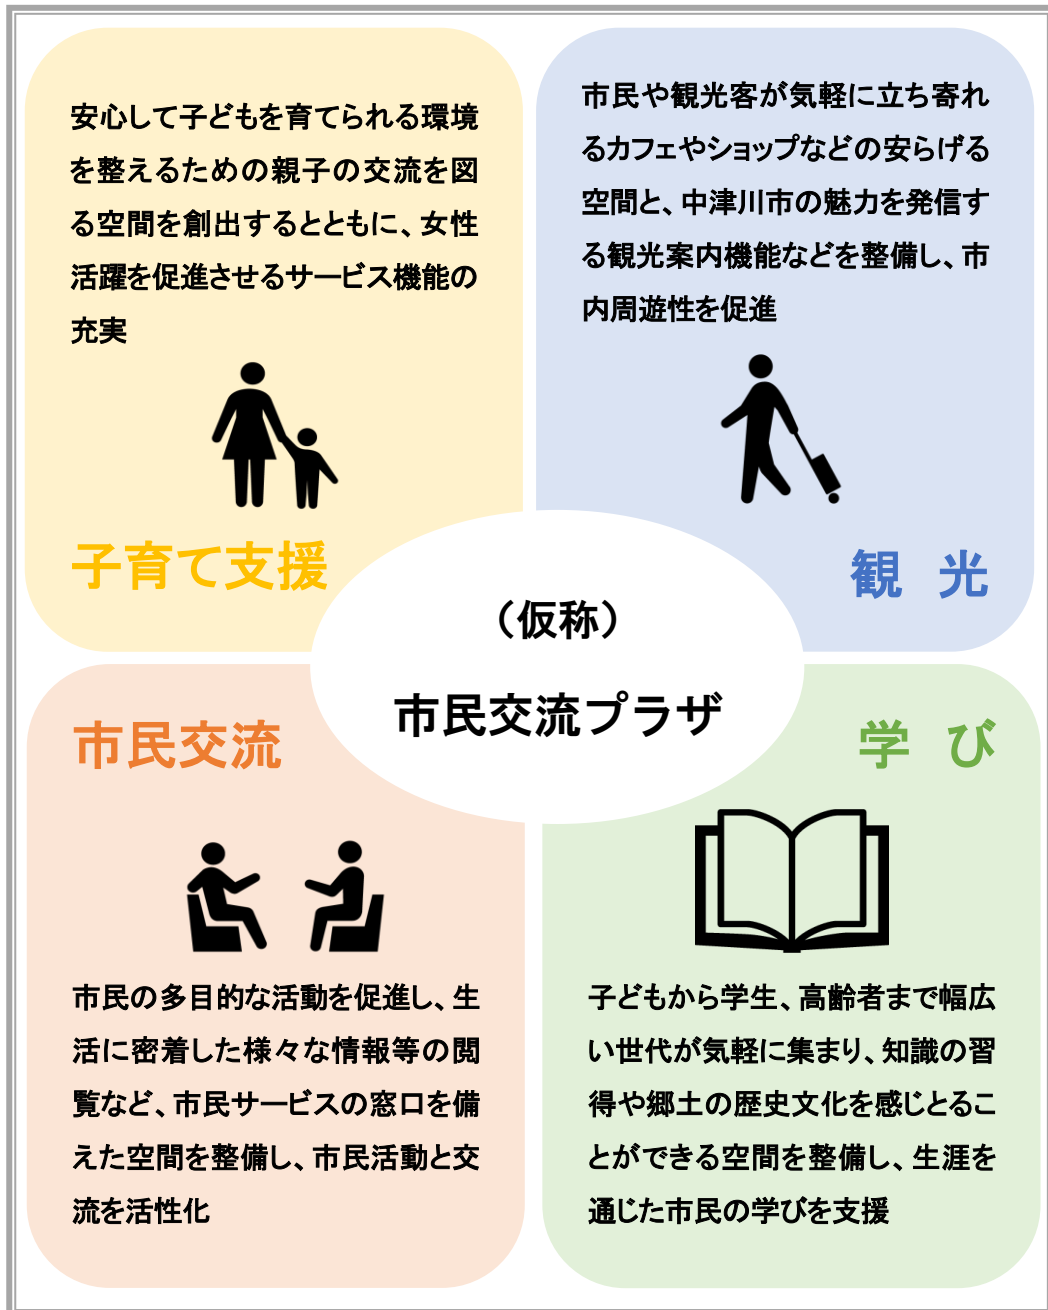 安心して子どもを育てられる環境
を整えるための親子の交流を図
る空間を創出するとともに、女性
活躍を促進させるサービス機能の
充実
子育て支援
市民や観光客が気軽に立ち寄れ
るカフェやショップなどの安らげる
空間と、中津川市の魅力を発信す
る観光案内機能などを整備し、市
内周遊性を促進
観　光
（仮称）
市民交流プラザ
市民交流
市民の多目的な活動を促進し、生
活に密着した様々な情報等の閲
覧など、市民サービスの窓口を備
えた空間を整備し、市民活動と交
流を活性化
学　び
子どもから学生、高齢者まで幅広
い世代が気軽に集まり、知識の習
得や郷土の歴史文化を感じとるこ
とができる空間を整備し、生涯を
通じた市民の学びを支援